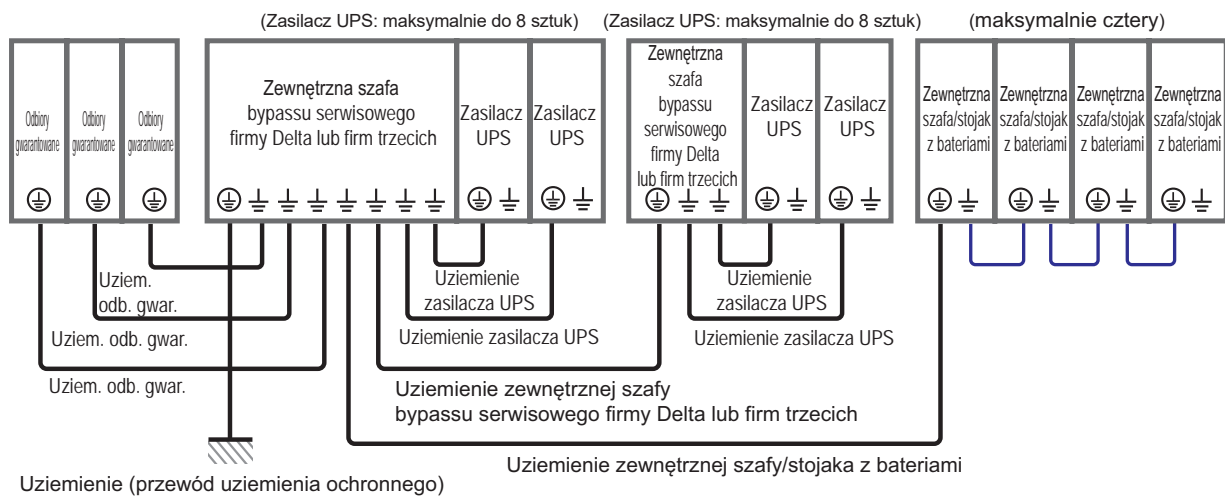 (Zasilacz UPS: maksymalnie do 8 sztuk)
(Zasilacz UPS: maksymalnie do 8 sztuk)
(maksymalnie cztery)
Odbiory
gwarantowane
Odbiory
gwarantowane
Odbiory
gwarantowane
Zewnętrzna szafa
bypassu serwisowego
firmy Delta lub firm trzecich
Zasilacz
UPS
Zasilacz
UPS
Zewnętrzna
szafa
bypassu
serwisowego
firmy Delta
lub firm trzecich
Zasilacz
UPS
Zasilacz
UPS
Zewnętrzna
szafa/stojak
z bateriami
Zewnętrzna
szafa/stojak
z bateriami
Zewnętrzna
szafa/stojak
z bateriami
Zewnętrzna
szafa/stojak
z bateriami
Uziem.
odb. gwar.
Uziem. odb. gwar.
Uziem. odb. gwar.
Uziemienie
zasilacza UPS
Uziemienie zasilacza UPS
Uziemienie
zasilacza UPS
Uziemienie zasilacza UPS
Uziemienie zewnętrznej szafy
bypassu serwisowego firmy Delta lub firm trzecich
Uziemienie zewnętrznej szafy/stojaka z bateriami
Uziemienie (przewód uziemienia ochronnego)